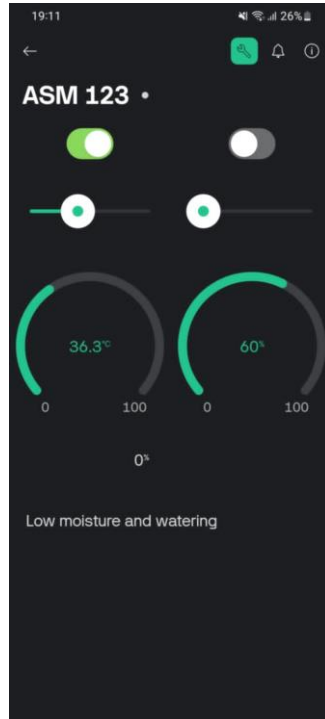 19:11 26%
ASM 123
36.3°C 60%
0 100 0 100
0%
Low moisture and watering